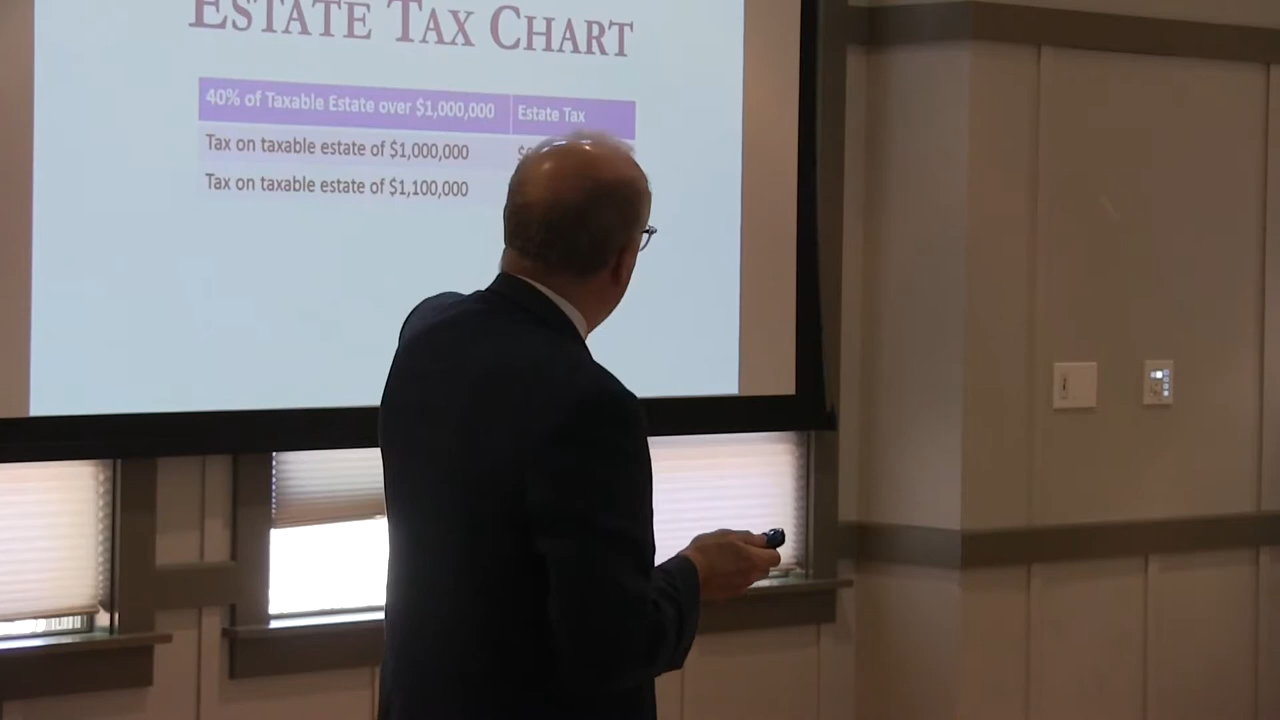 ESTATE TAX CHART
40% of Taxable Estate over $1,000,000 Estate Tax
Tax on taxable estate of $1,000,000
Tax on taxable estate of $1,100,000